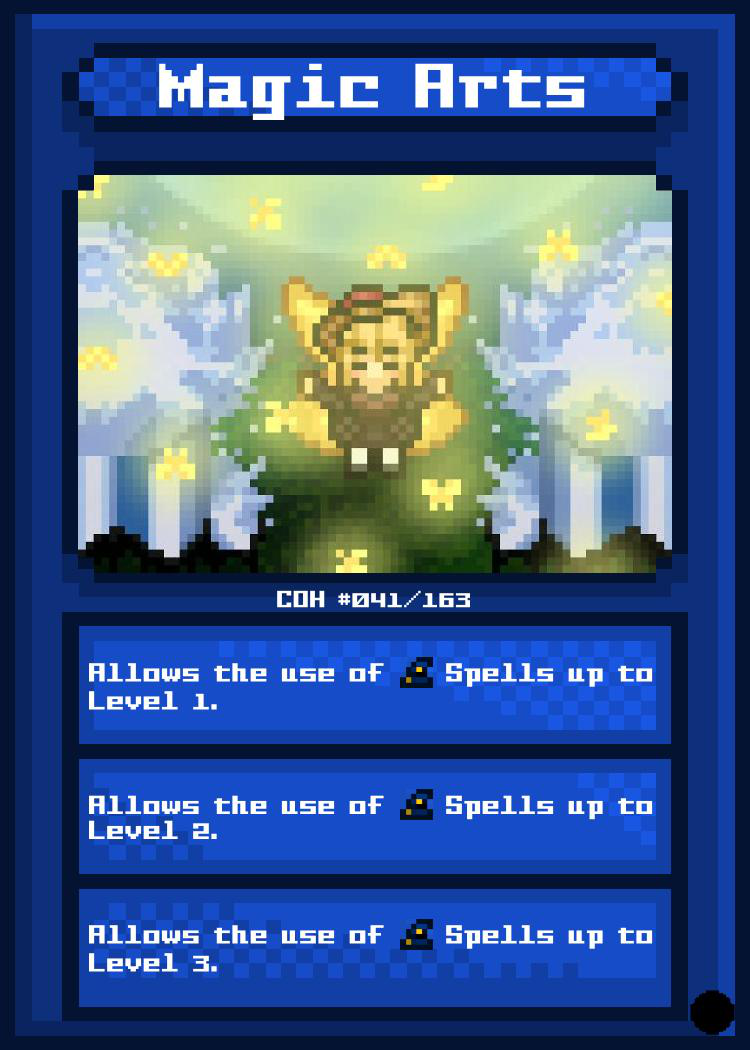 Magic Arts
COH #041/163
Allows the use of Spells up to
Level 1.
Allows the use of Spells up to
Level 2.
Allows the use of Spells up to
Level 3.